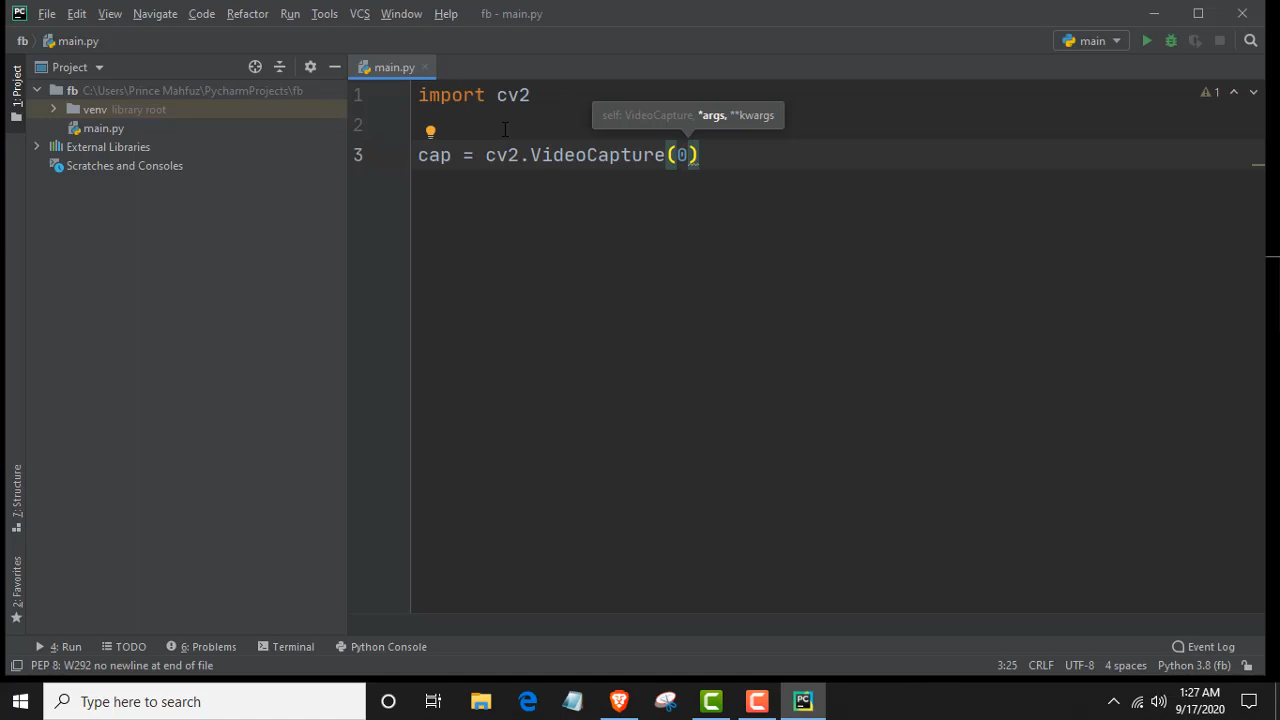 PC File Edit View Navigate Code Refactor Run Tools VCS Window Help fb - main.py
fb main.py main
1: Project Project main.py
fb C:\Users\Prince Mahfuz\PycharmProjects\fb
venv library root
main.py
External Libraries
Scratches and Consoles
1 import cv2 1
self: VideoCapture, *args, **kwargs
2
3 cap = cv2.VideoCapture(0)
7: Structure
2: Favorites
4: Run TODO 6: Problems Terminal Python Console Event Log
PEP 8: W292 no newline at end of file 3:25 CRLF UTF-8 4 spaces Python 3.8 (fb)
Type here to search PC 1:27 AM
9/17/2020